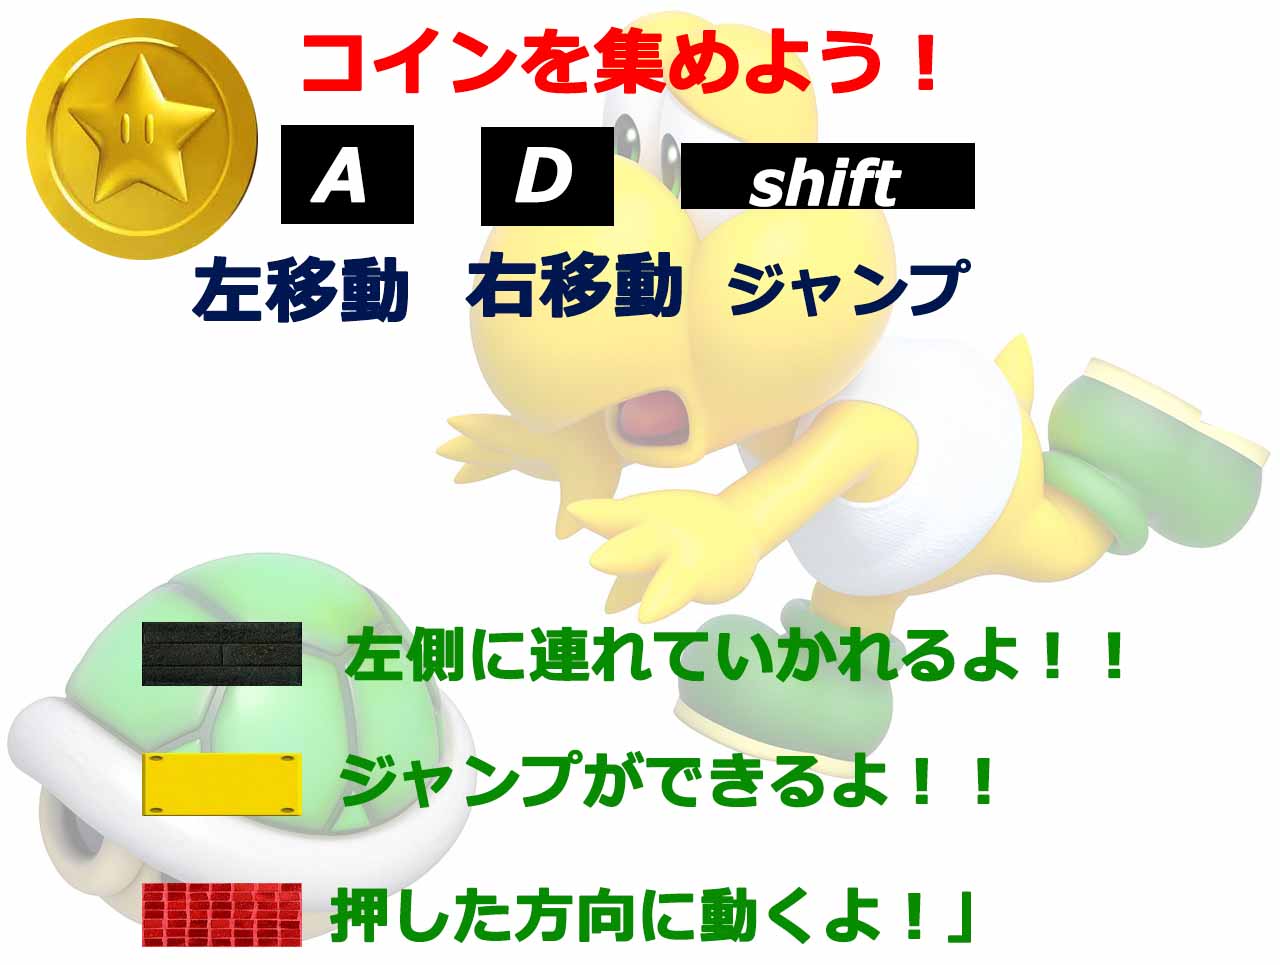 コインを集めよう！
A D shift
左移動 右移動 ジャンプ
左側に連れていかれるよ！！
ジャンプができるよ！！
押した方向に動くよ！」